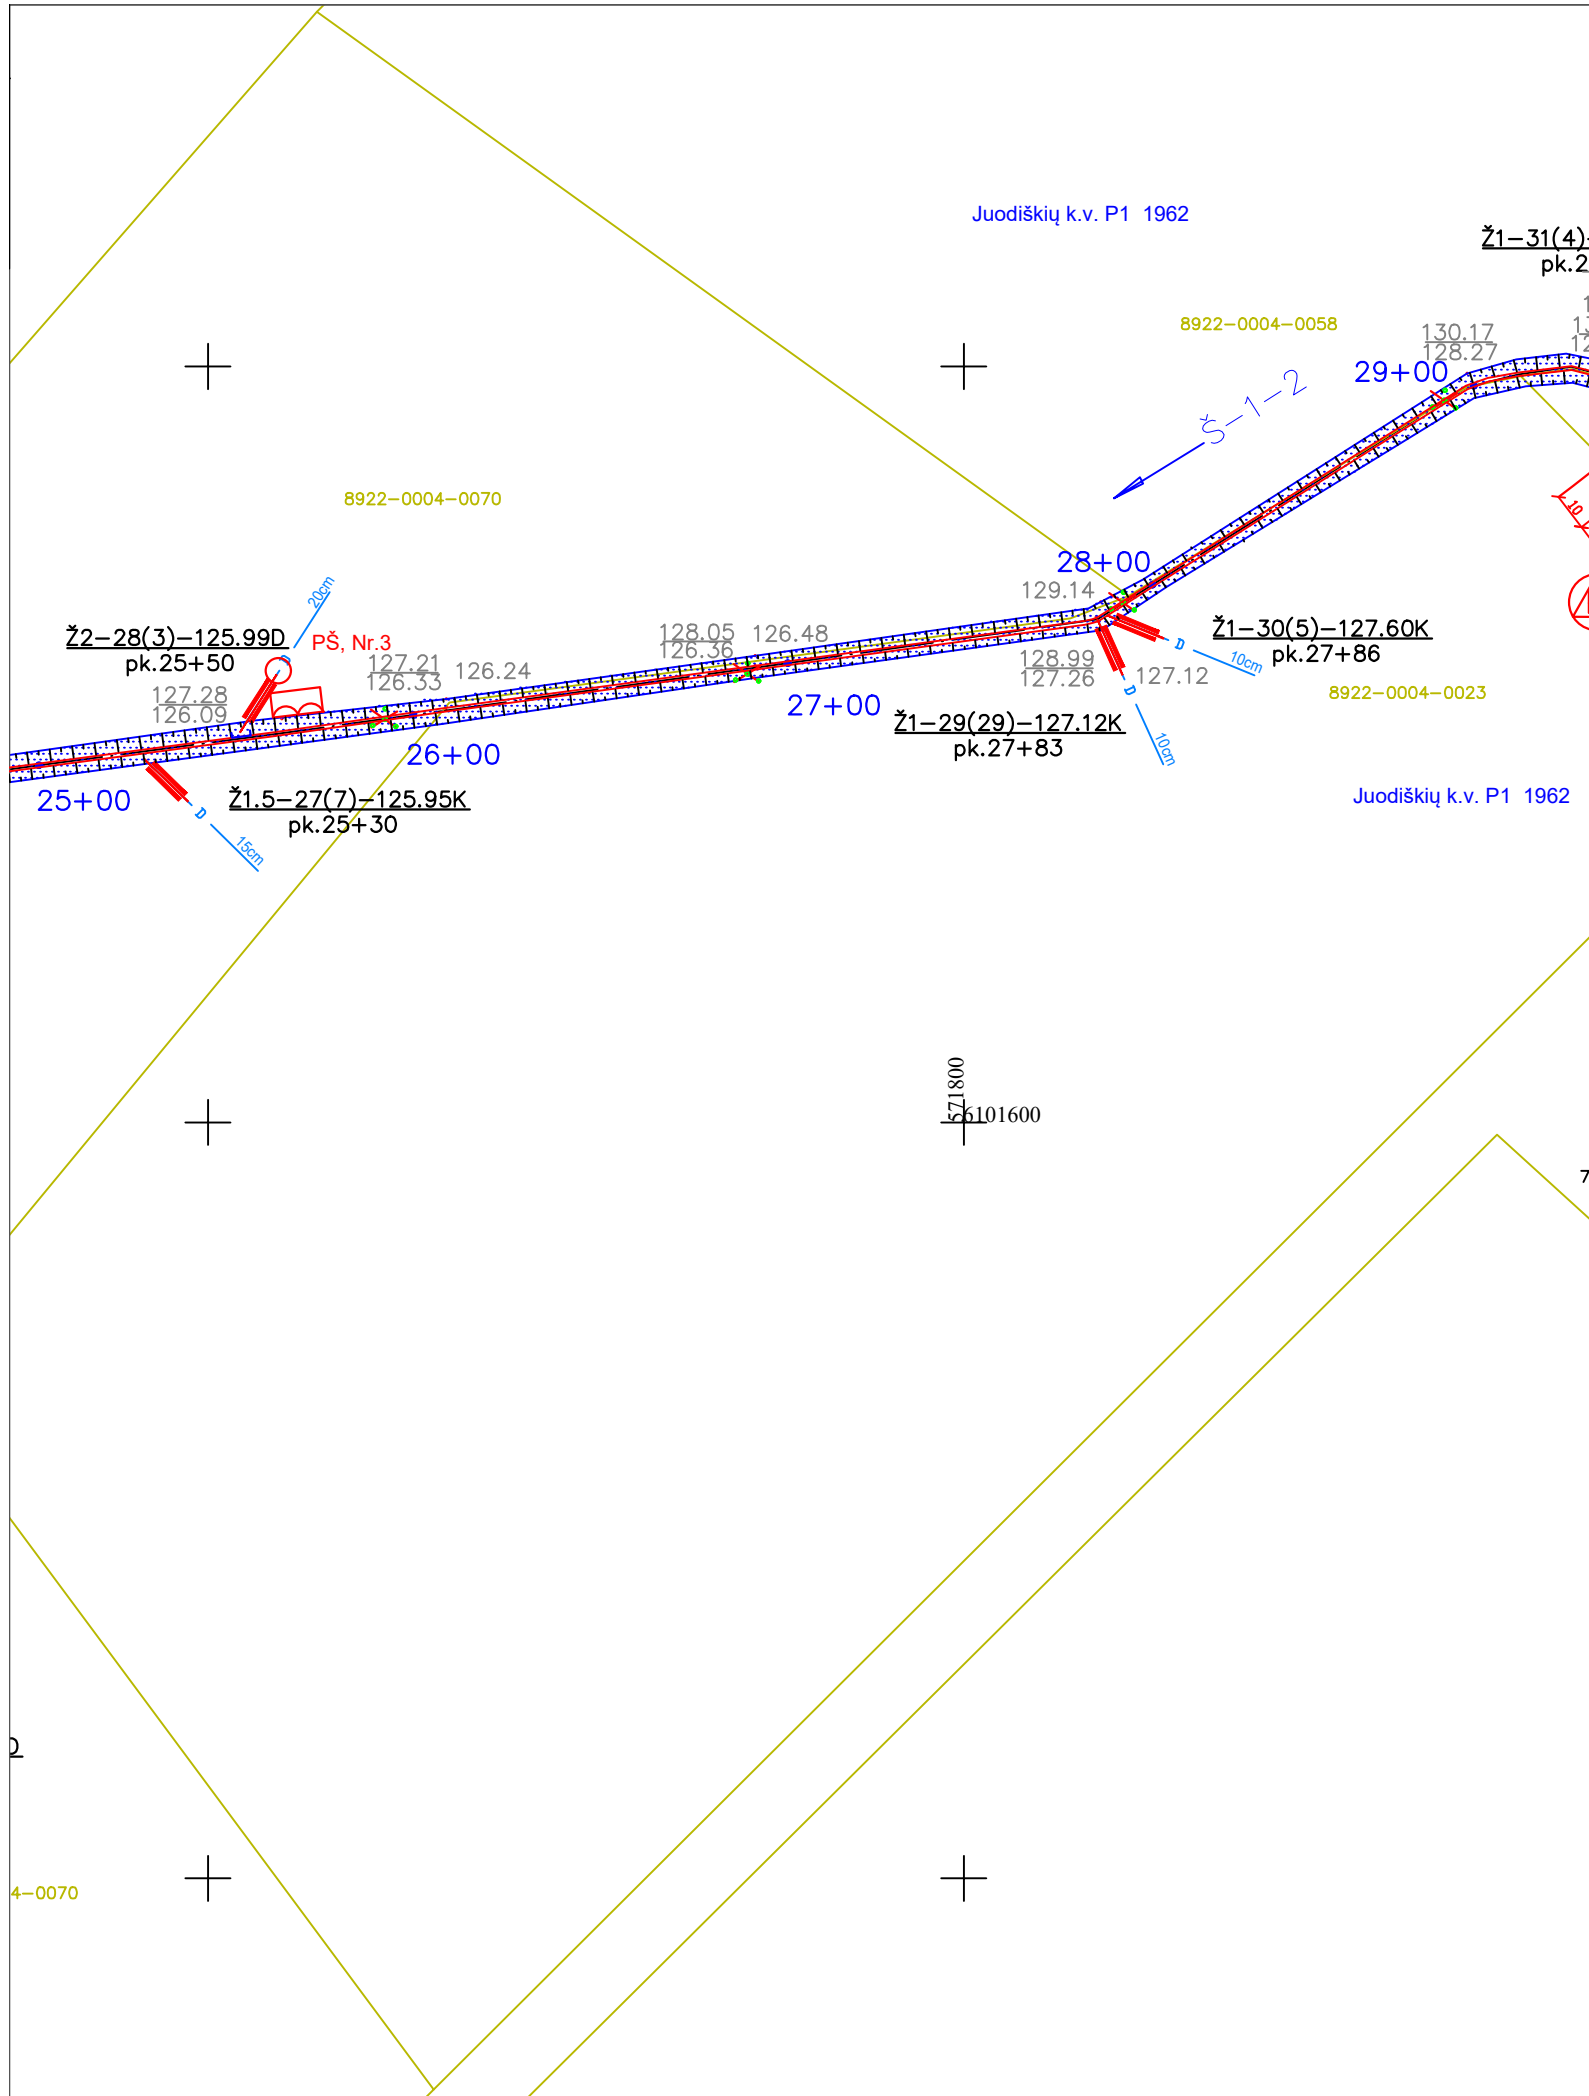 Juodiškių k.v. P1  1962
Ž1-31(4)-
pk.2
8922-0004-0058
130.17
128.27
29+00
Š-1-2
8922-0004-0070
10
28+00
129.14
20cm
Ž2-28(3)-125.99D
pk.25+50
D
PŠ, Nr.3
127.21
126.33
126.24
128.05
126.36
126.48
Ž1-30(5)-127.60K
pk.27+86
D
10cm
128.99
127.26
127.12
8922-0004-0023
127.28
126.09
27+00
Ž1-29(29)-127.12K
pk.27+83
D
10cm
26+00
25+00
Ž1.5-27(7)-125.95K
pk.25+30
D
15cm
Juodiškių k.v. P1  1962
571800
6101600
7
4-0070